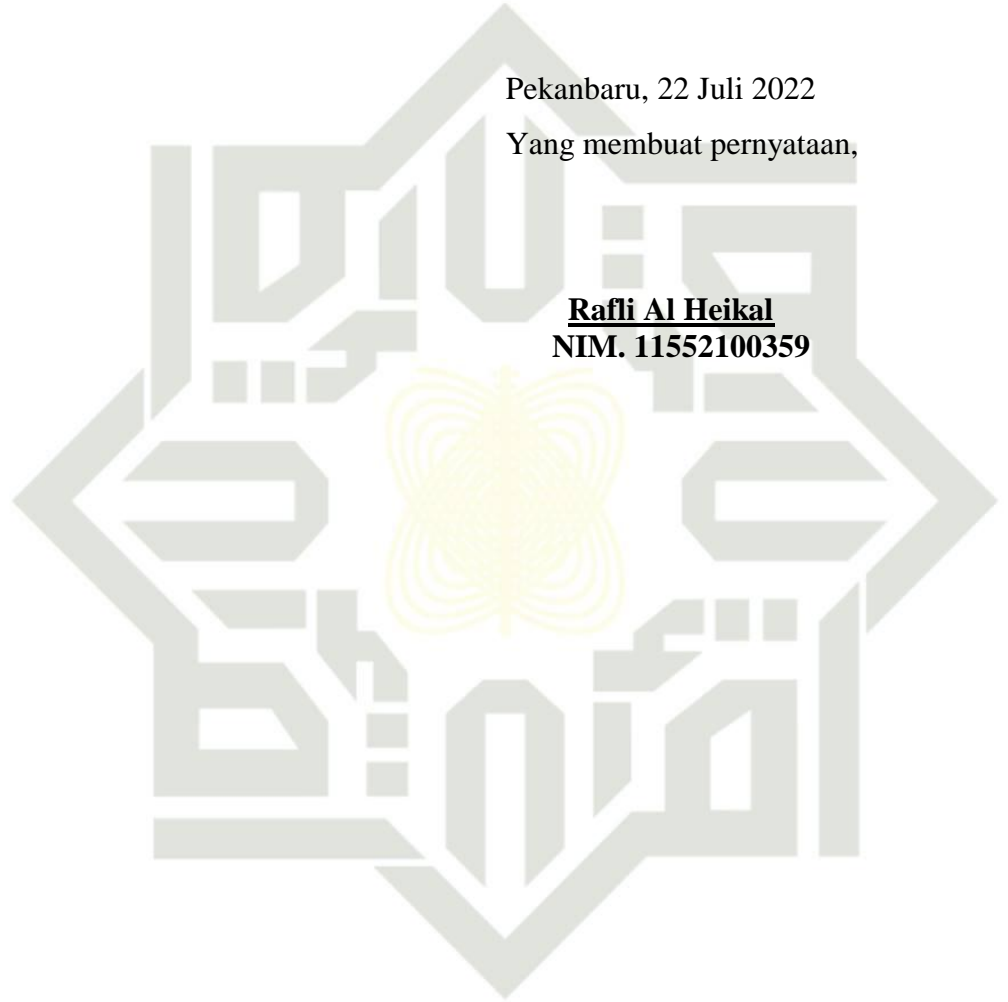 Pekanbaru, 22 Juli 2022
Yang membuat pernyataan,
Rafli Al Heikal
NIM. 11552100359